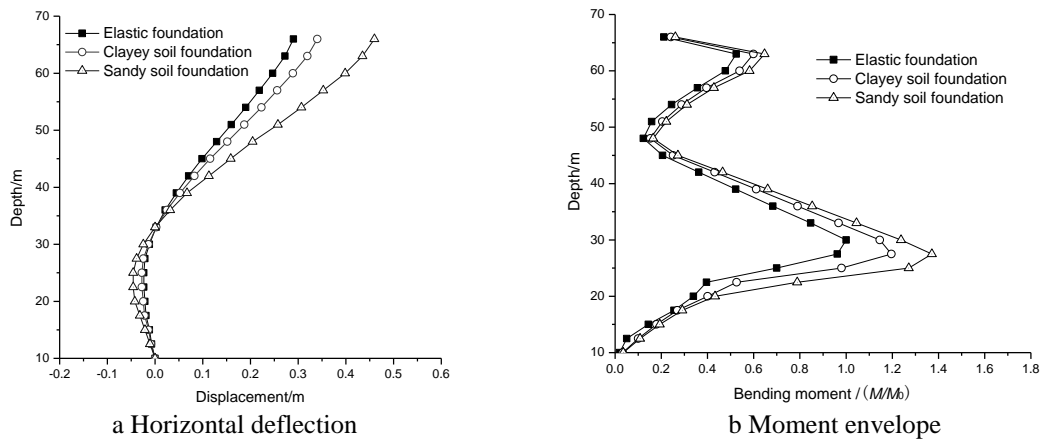 70
60
50
40
30
20
10
Depth/m
Elastic foundation
Clayey soil foundation
Sandy soil foundation
-0.2 -0.1 0.0 0.1 0.2 0.3 0.4 0.5 0.6
Displacement/m
a Horizontal deflection
70
60
50
40
30
20
10
Depth/m
Elastic foundation
Clayey soil foundation
Sandy soil foundation
0.0 0.2 0.4 0.6 0.8 1.0 1.2 1.4 1.6 1.8
Bending moment /（M/M₀）
b Moment envelope